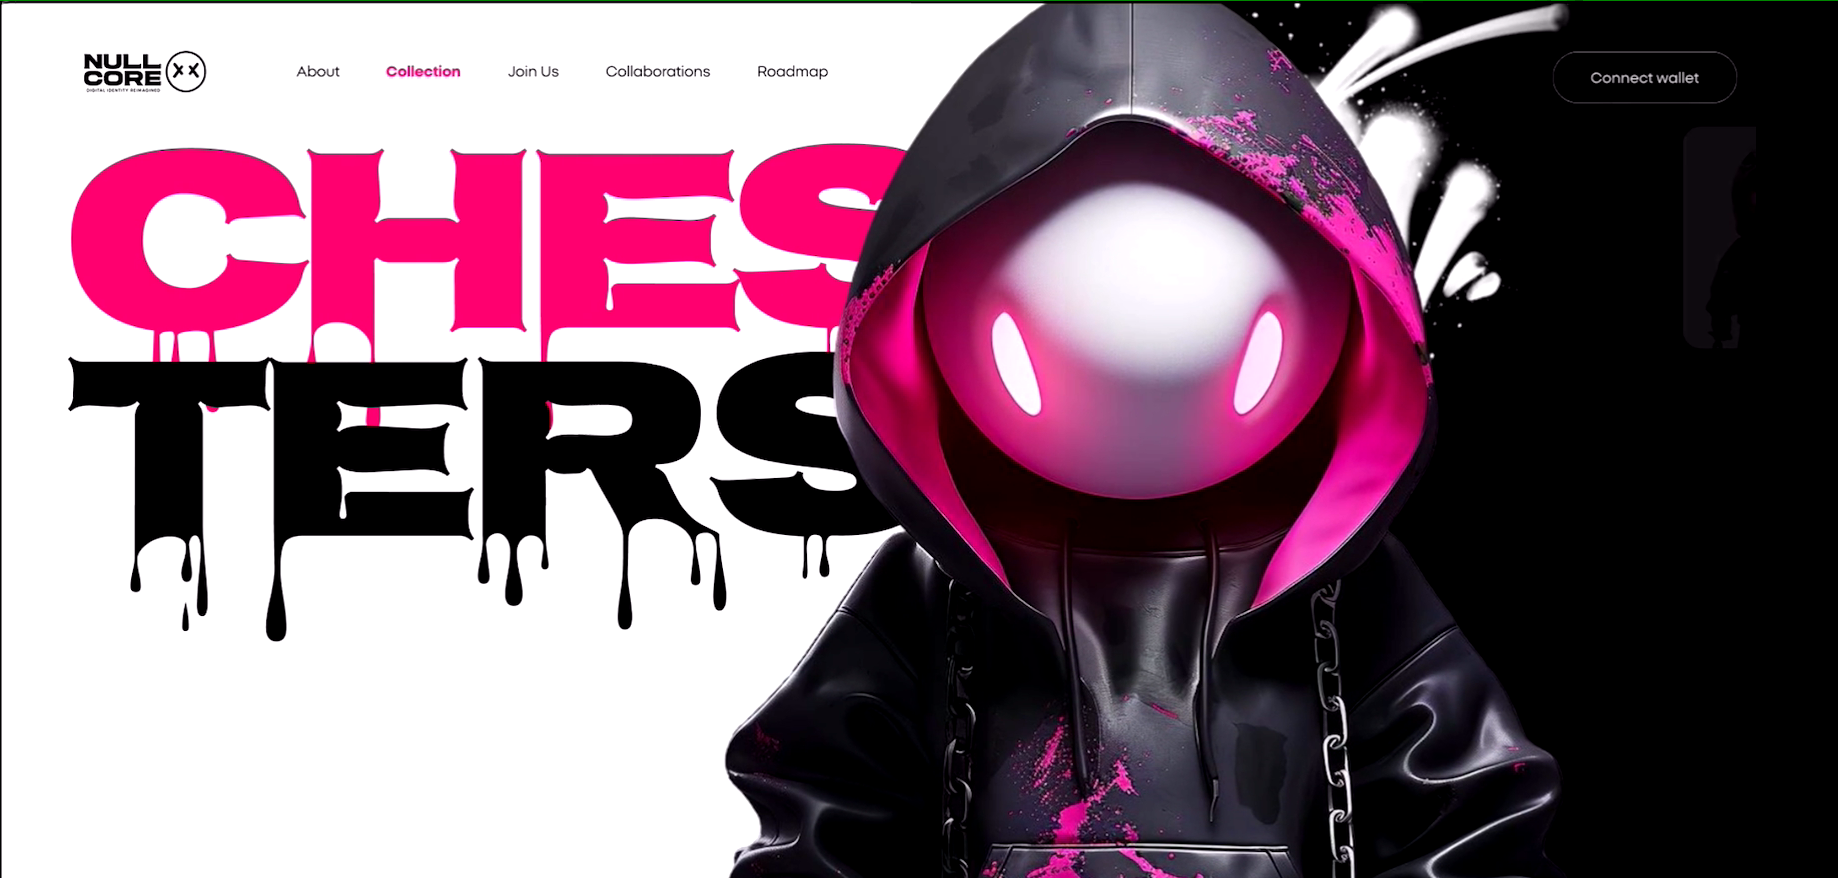 NULL
CORE
DIGITAL IDENTITY REIMAGINED
About
Collection
Join Us
Collaborations
Roadmap
Connect wallet
CHES
TERS